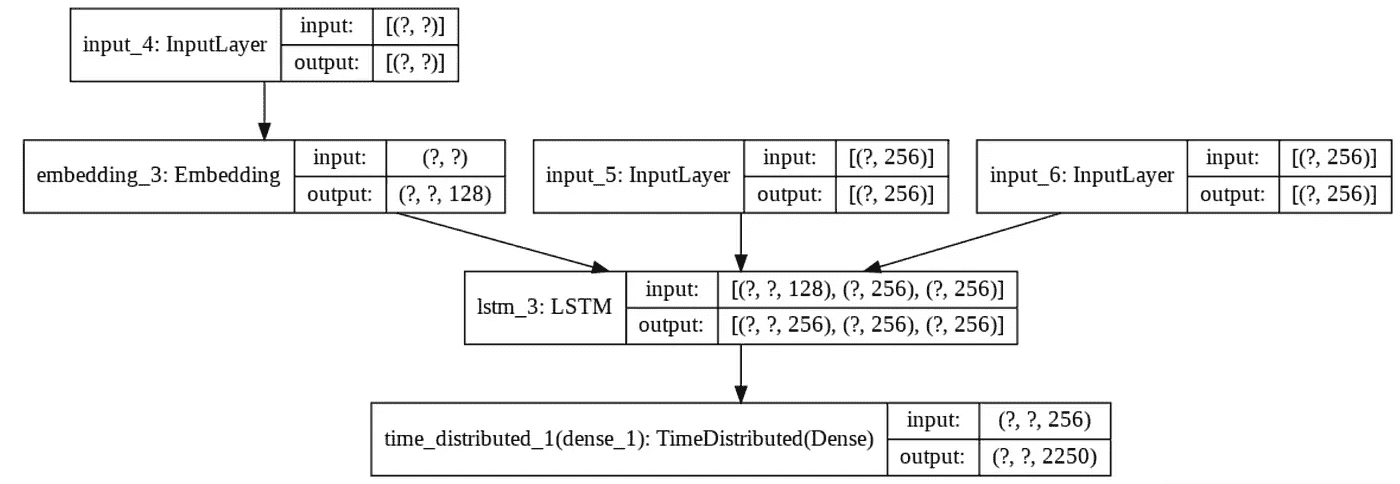 input_4: InputLayer
input: [(?, ?)]
output: [(?, ?)]
embedding_3: Embedding
input: (?, ?)
output: (?, ?, 128)
input_5: InputLayer
input: [(?, 256)]
output: [(?, 256)]
input_6: InputLayer
input: [(?, 256)]
output: [(?, 256)]
lstm_3: LSTM
input: [(?, ?, 128), (?, 256), (?, 256)]
output: [(?, ?, 256), (?, 256), (?, 256)]
time_distributed_1(dense_1): TimeDistributed(Dense)
input: (?, ?, 256)
output: (?, ?, 2250)